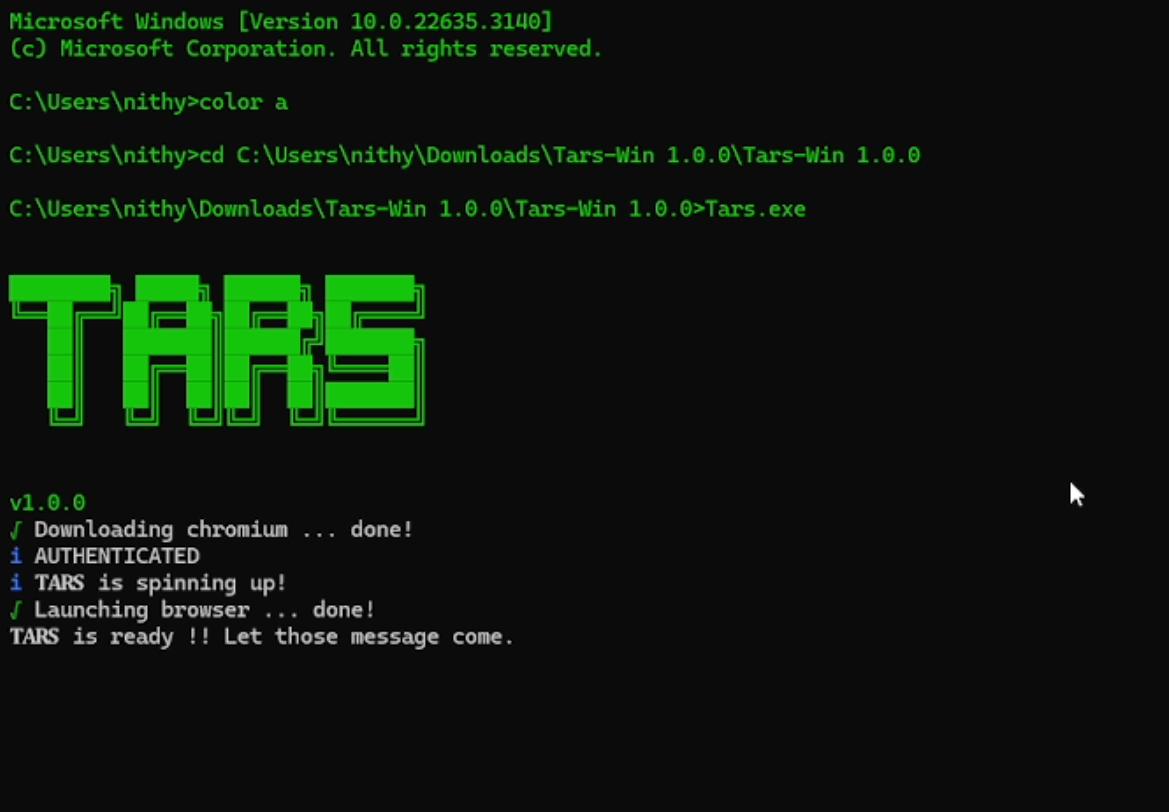 Microsoft Windows [Version 10.0.22635.3140]
(c) Microsoft Corporation. All rights reserved.
C:\Users\nithy>color a
C:\Users\nithy>cd C:\Users\nithy\Downloads\Tars-Win 1.0.0\Tars-Win 1.0.0
C:\Users\nithy\Downloads\Tars-Win 1.0.0\Tars-Win 1.0.0>Tars.exe
TARS
v1.0.0
√ Downloading chromium ... done!
i AUTHENTICATED
i TARS is spinning up!
√ Launching browser ... done!
TARS is ready !! Let those message come.